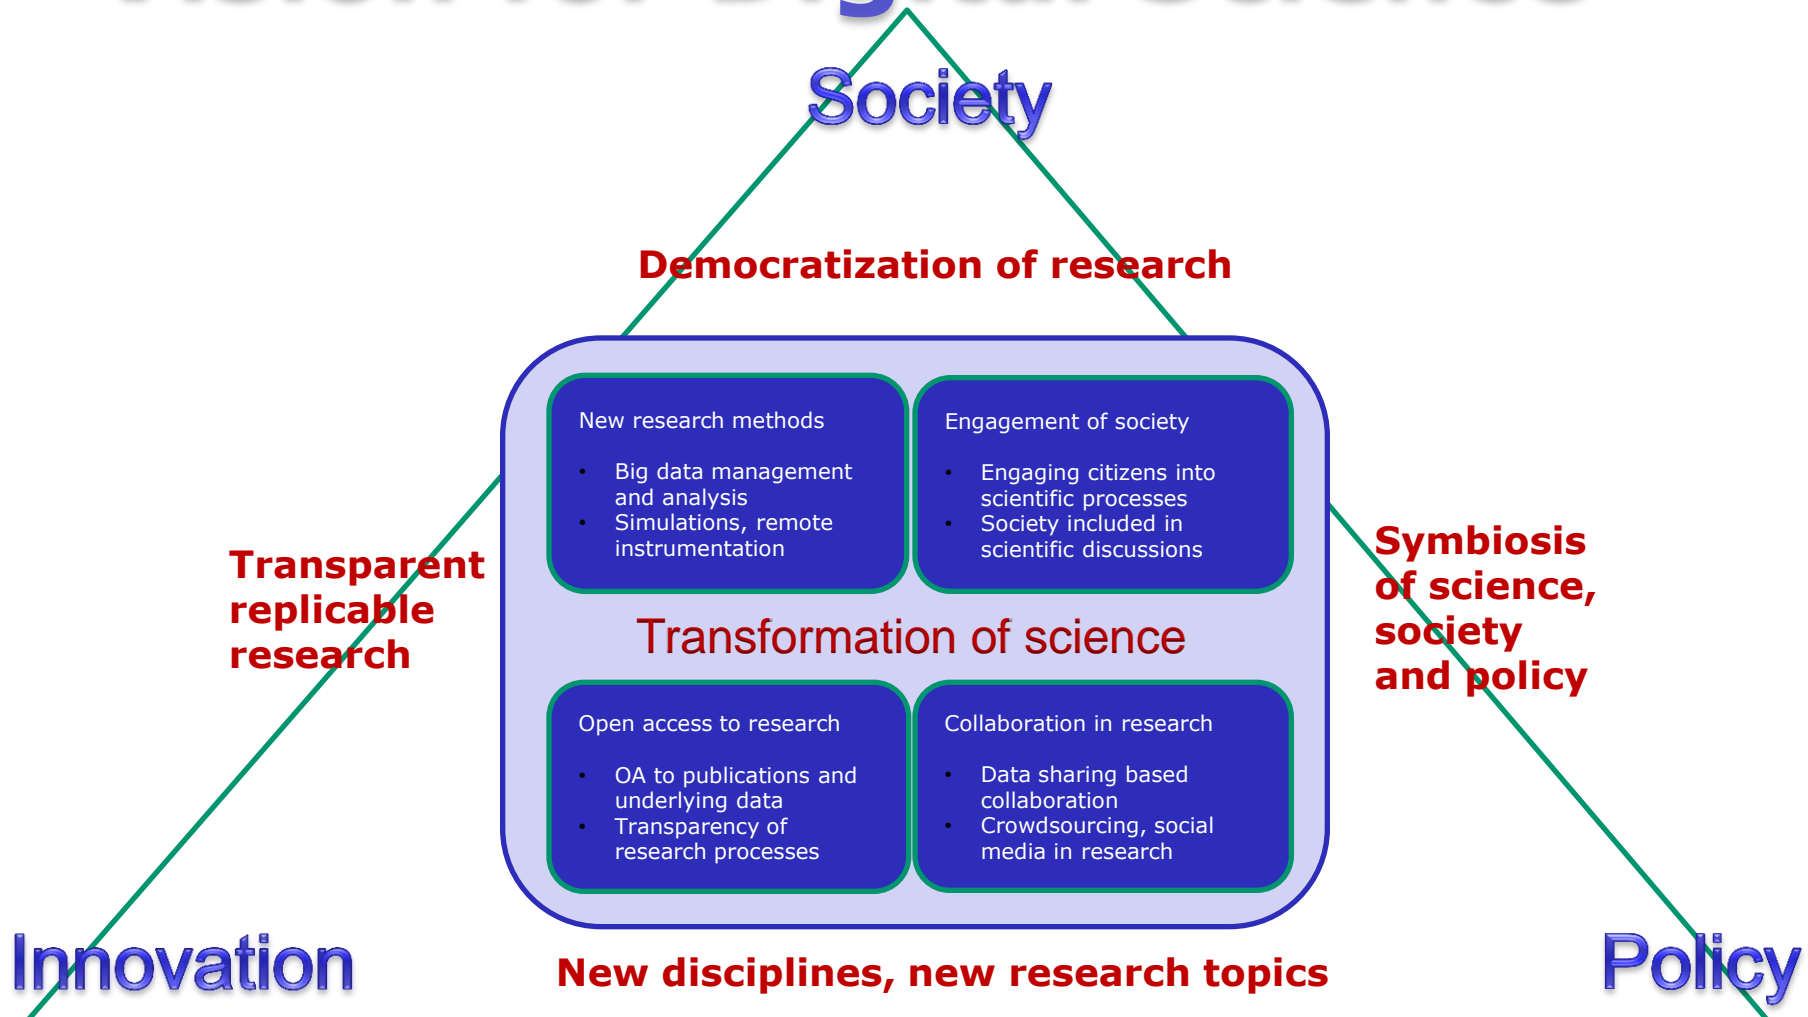 Society
Democratization of research
New research methods
• Big data management
and analysis
• Simulations, remote
instrumentation
Engagement of society
• Engaging citizens into
scientific processes
• Society included in
scientific discussions
Transparent
replicable
research
Symbiosis
of science,
society
and policy
Transformation of science
Open access to research
• OA to publications and
underlying data
• Transparency of
research processes
Collaboration in research
• Data sharing based
collaboration
• Crowdsourcing, social
media in research
Innovation
New disciplines, new research topics
Policy